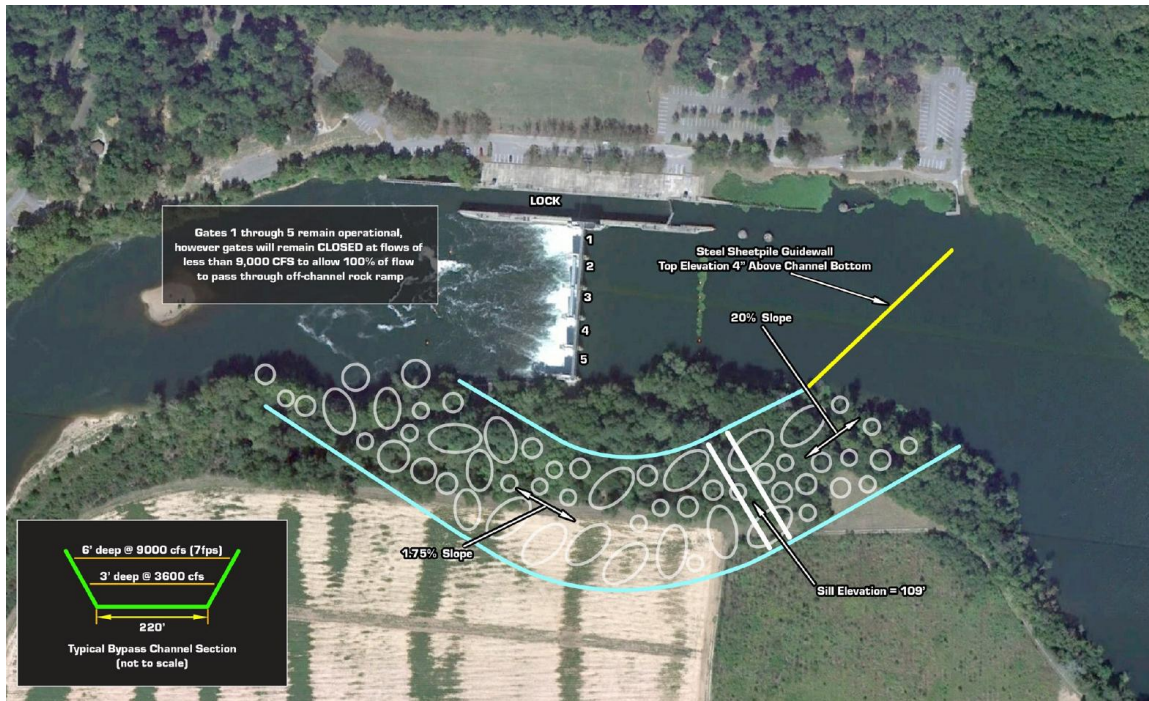 LOCK
Gates 1 through 5 remain operational,
however gates will remain CLOSED at flows of
less than 9,000 CFS to allow 100% of flow
to pass through off-channel rock ramp
1
2
3
4
5
Steel Sheetpile Guidewall
Top Elevation 4" Above Channel Bottom
20% Slope
1.75% Slope
Sill Elevation = 109'
6' deep @ 9000 cfs (7fps)
3' deep @ 3600 cfs
220'
Typical Bypass Channel Section
(not to scale)